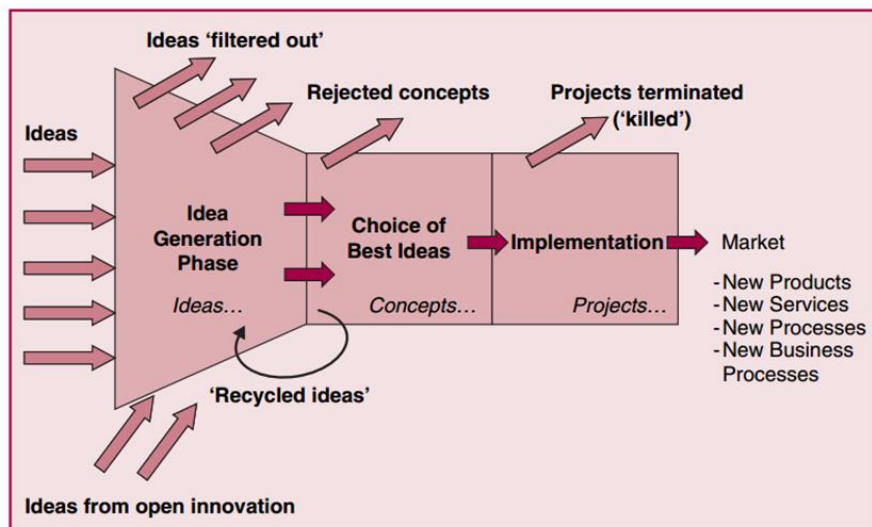 Ideas ‘filtered out’
Rejected concepts
Projects terminated
(‘killed’)
Ideas
Idea
Generation
Phase
Ideas…
Choice of
Best Ideas
Concepts…
Implementation
Projects…
Market
-New Products
-New Services
-New Processes
-New Business
Processes
‘Recycled ideas’
Ideas from open innovation